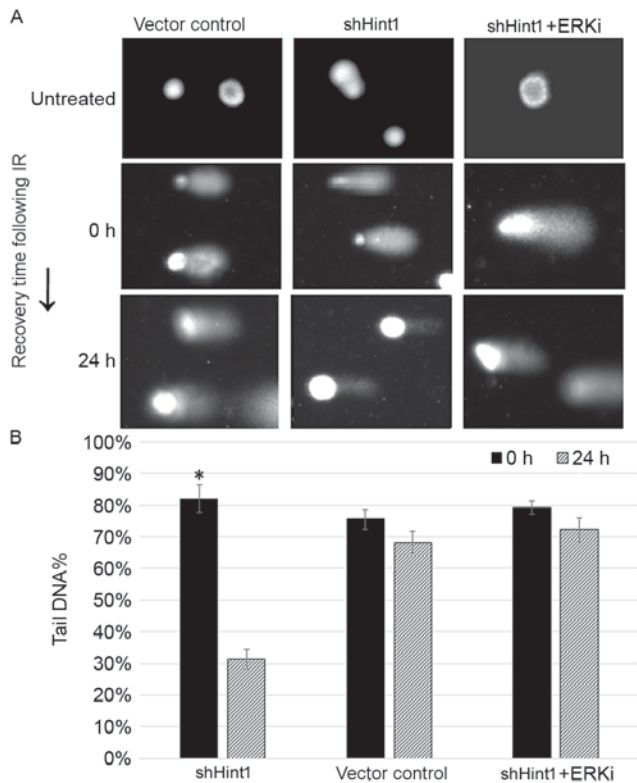 A
Vector control
shHint1
shHint1+ERKi
Untreated
Recovery time following IR
0 h
24 h
B
0 h
24 h
*
Tail DNA%
100%
90%
80%
70%
60%
50%
40%
30%
20%
10%
0%
shHint1
Vector control
shHint1+ERKi